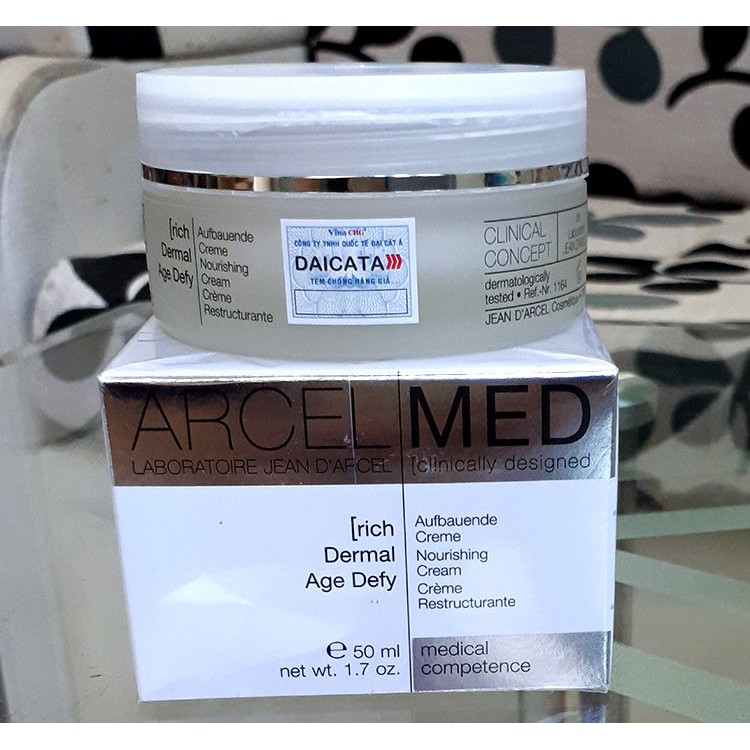 [rich
Dermal
Age Defy
Aufbauende
Creme
Nourishing
Cream
Crème
Restructurante
Vina CHG
CÔNG TY TNHH QUỐC TẾ ĐẠI CÁT Á
DAICATA
TEM CHỐNG HÀNG GIẢ
CLINICAL
CONCEPT
by
dermatologically
tested • Ref.-Nr. 1164
JEAN D'ARCEL Cosmétique
ARCELMED
LABORATOIRE JEAN D'ARCEL [clinically designed
[rich
Dermal
Age Defy
Aufbauende
Creme
Nourishing
Cream
Crème
Restructurante
e 50 ml
net wt. 1.7 oz.
medical
competence